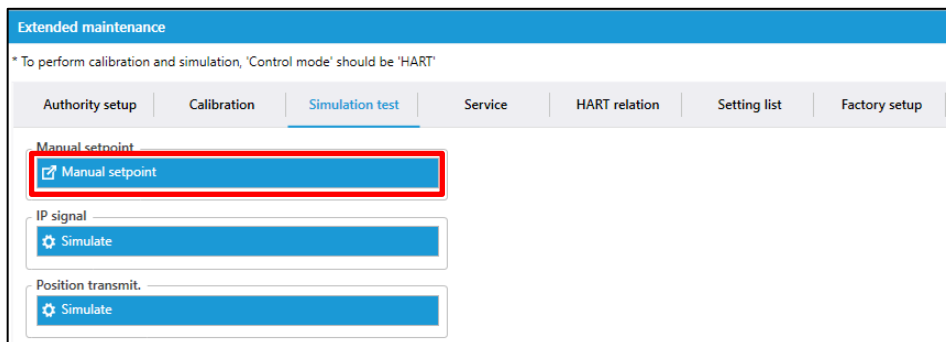 Extended maintenance
* To perform calibration and simulation, 'Control mode' should be 'HART'
Authority setup Calibration Simulation test Service HART relation Setting list Factory setup
Manual setpoint
Manual setpoint
IP signal
Simulate
Position transmit.
Simulate